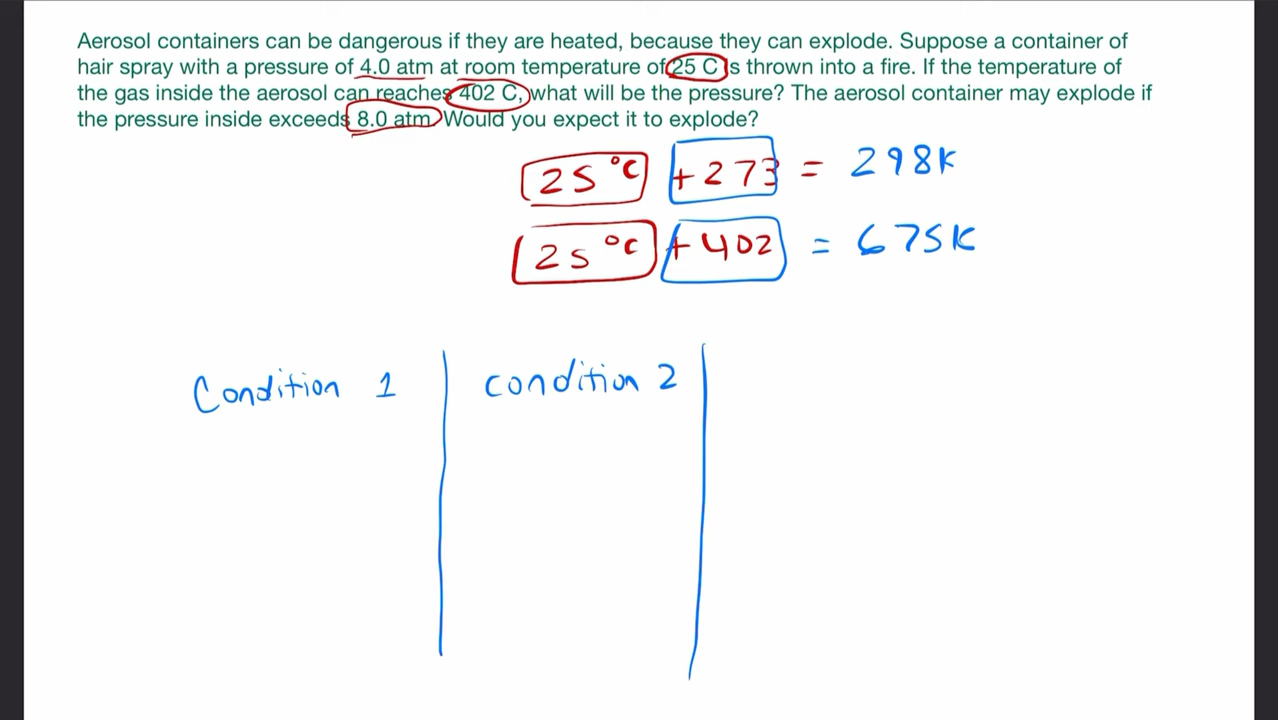 Aerosol containers can be dangerous if they are heated, because they can explode. Suppose a container of
hair spray with a pressure of 4.0 atm at room temperature of 25 C is thrown into a fire. If the temperature of
the gas inside the aerosol can reaches 402 C, what will be the pressure? The aerosol container may explode if
the pressure inside exceeds 8.0 atm. Would you expect it to explode?
25 °C +273 = 298K
25 °C +402 = 675K
Condition 1 condition 2